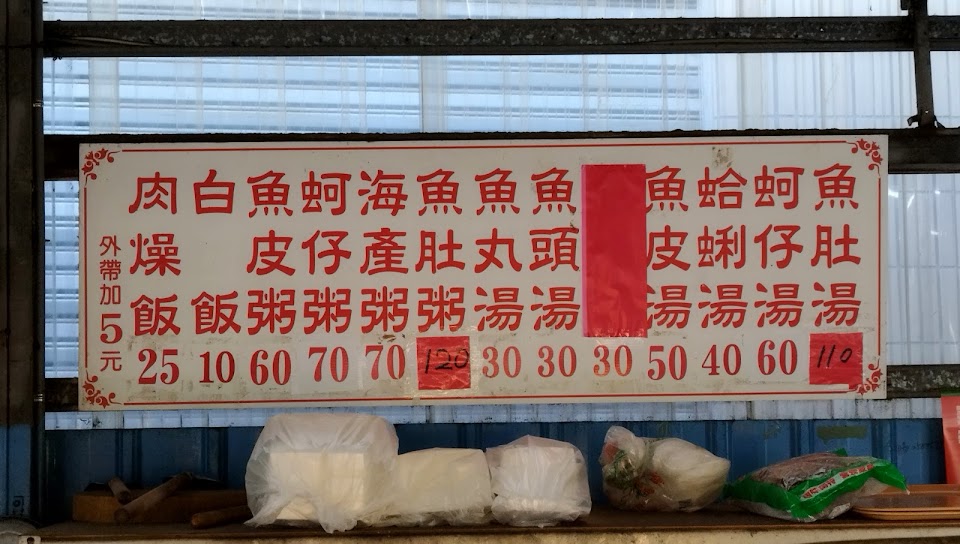 魚肚湯 110
蚵仔湯 60
蛤蜊湯 40
魚皮湯 50
30
魚頭湯 30
魚丸湯 30
魚肚粥 120
海產粥 70
蚵仔粥 70
魚皮粥 60
白飯 10
肉燥飯 25
外帶加5元